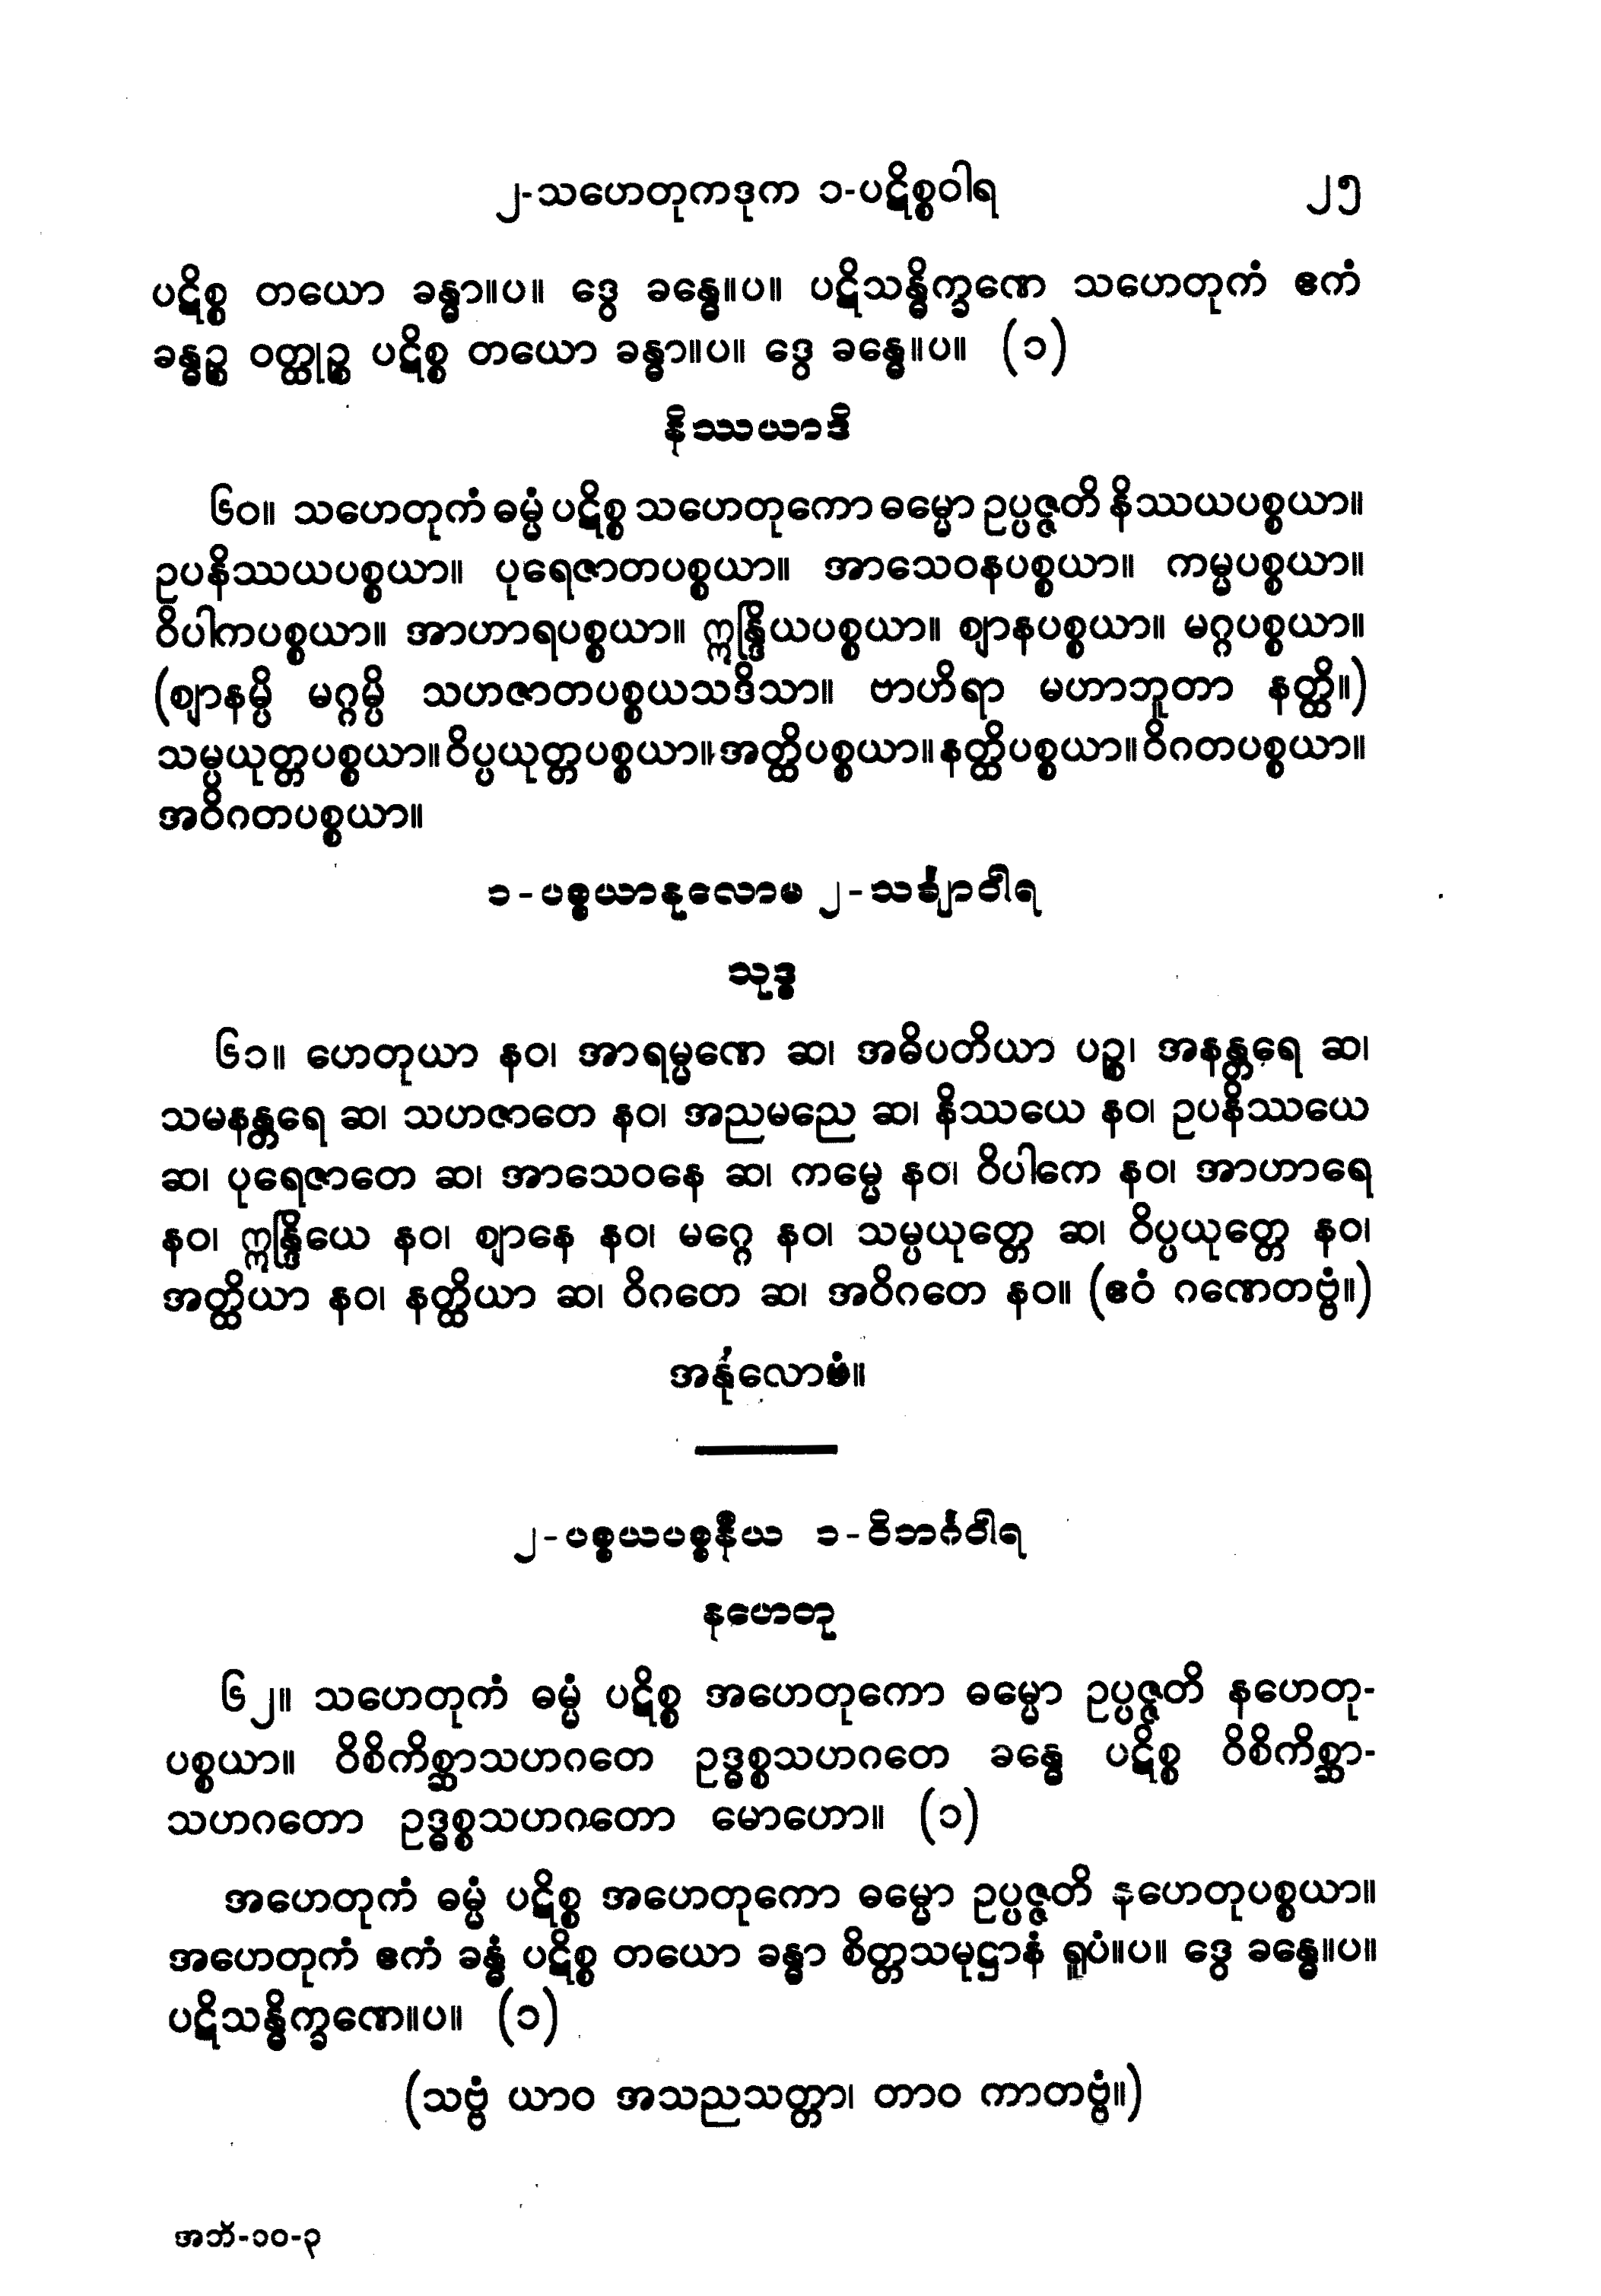 ၂-သဟေတုကဒုက ၁-ပဋိစ္စဝါရ ၂၅
ပဋိစ္စ တယော ခန္ဓာ။ပ။ ဒွေ ခန္ဓေ။ပ။ ပဋိသန္ဓိက္ခဏေ သဟေတုကံ ဧကံ
ခန္ဓဉ္စ ဝတ္ထုဉ္စ ပဋိစ္စ တယော ခန္ဓာ။ပ။ ဒွေ ခန္ဓေ။ပ။ (၁)
နိဿယာဒိ
၆၀။ သဟေတုကံ ဓမ္မံ ပဋိစ္စ သဟေတုကော ဓမ္မော ဥပ္ပဇ္ဇတိ နိဿယပစ္စယာ။
ဥပနိဿယပစ္စယာ။ ပုရေဇာတပစ္စယာ။ အာသေဝနပစ္စယာ။ ကမ္မပစ္စယာ။
ဝိပါကပစ္စယာ။ အာဟာရပစ္စယာ။ ဣန္ဒြိယပစ္စယာ။ ဈာနပစ္စယာ။ မဂ္ဂပစ္စယာ။
(ဈာနမ္ပိ မဂ္ဂမ္ပိ သဟဇာတပစ္စယသဒိသာ။ ဗာဟိရာ မဟာဘူတာ နတ္ထိ။)
သမ္ပယုတ္တပစ္စယာ။ ဝိပ္ပယုတ္တပစ္စယာ။ အတ္ထိပစ္စယာ။ နတ္ထိပစ္စယာ။ ဝိဂတပစ္စယာ။
အဝိဂတပစ္စယာ။
၁-ပစ္စယာနုလောမ ၂-သင်္ချာဝါရ
သုဒ္ဓ
၆၁။ ဟေတုယာ နဝ၊ အာရမ္မဏေ ဆ၊ အဓိပတိယာ ပဉ္စ၊ အနန္တရေ ဆ၊
သမနန္တရေ ဆ၊ သဟဇာတေ နဝ၊ အညမညေ ဆ၊ နိဿယေ နဝ၊ ဥပနိဿယေ
ဆ၊ ပုရေဇာတေ ဆ၊ အာသေဝနေ ဆ၊ ကမ္မေ နဝ၊ ဝိပါကေ နဝ၊ အာဟာရေ
နဝ၊ ဣန္ဒြိယေ နဝ၊ ဈာနေ နဝ၊ မဂ္ဂေ နဝ၊ သမ္ပယုတ္တေ ဆ၊ ဝိပ္ပယုတ္တေ နဝ၊
အတ္ထိယာ နဝ၊ နတ္ထိယာ ဆ၊ ဝိဂတေ ဆ၊ အဝိဂတေ နဝ။ (ဧဝံ ဂဏေတဗ္ဗံ။)
အနုလောမံ။
၂-ပစ္စယပစ္စနီယ ၁-ဝိဘင်္ဂဝါရ
နဟေတု
၆၂။ သဟေတုကံ ဓမ္မံ ပဋိစ္စ အဟေတုကော ဓမ္မော ဥပ္ပဇ္ဇတိ နဟေတု-
ပစ္စယာ။ ဝိစိကိစ္ဆာသဟဂတေ ဥဒ္ဓစ္စသဟဂတေ ခန္ဓေ ပဋိစ္စ ဝိစိကိစ္ဆာ-
သဟဂတော ဥဒ္ဓစ္စသဟဂတော မောဟော။ (၁)
အဟေတုကံ ဓမ္မံ ပဋိစ္စ အဟေတုကော ဓမ္မော ဥပ္ပဇ္ဇတိ နဟေတုပစ္စယာ။
အဟေတုကံ ဧကံ ခန္ဓံ ပဋိစ္စ တယော ခန္ဓာ စိတ္တသမုဋ္ဌာနံ ရူပံ။ပ။ ဒွေ ခန္ဓေ။ပ။
ပဋိသန္ဓိက္ခဏေ။ပ။ (၁)
(သဗ္ဗံ ယာဝ အသညသတ္တာ၊ တာဝ ကာတဗ္ဗံ။)
အဘိ-၁၀-၃